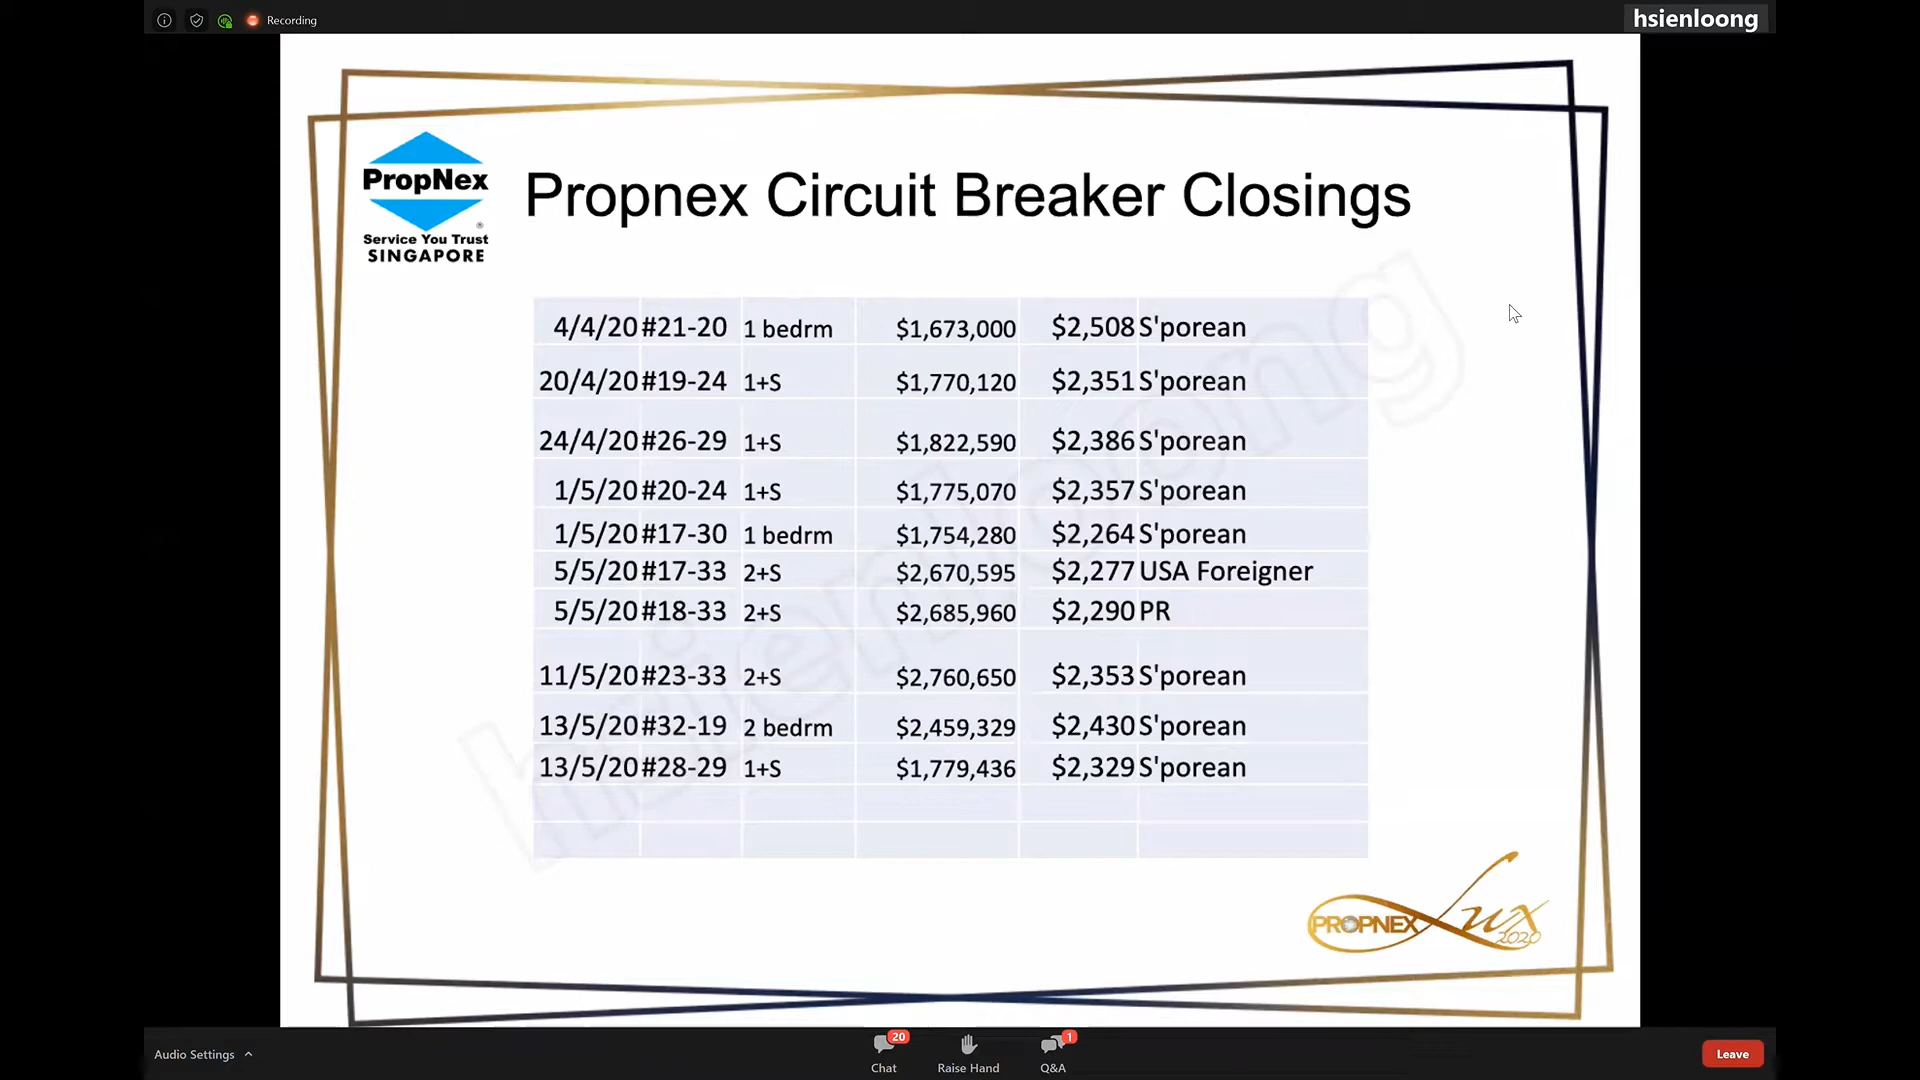 Recording
hsienloong
PropNex
®
Service You Trust
SINGAPORE
Propnex Circuit Breaker Closings
4/4/20 #21-20 1 bedrm $1,673,000 $2,508 S'porean
20/4/20 #19-24 1+S $1,770,120 $2,351 S'porean
24/4/20 #26-29 1+S $1,822,590 $2,386 S'porean
1/5/20 #20-24 1+S $1,775,070 $2,357 S'porean
1/5/20 #17-30 1 bedrm $1,754,280 $2,264 S'porean
5/5/20 #17-33 2+S $2,670,595 $2,277 USA Foreigner
5/5/20 #18-33 2+S $2,685,960 $2,290 PR
11/5/20 #23-33 2+S $2,760,650 $2,353 S'porean
13/5/20 #32-19 2 bedrm $2,459,329 $2,430 S'porean
13/5/20 #28-29 1+S $1,779,436 $2,329 S'porean
hsienloong
PROPNEX Lux
2020
Audio Settings
20
Chat
Raise Hand
1
Q&A
Leave